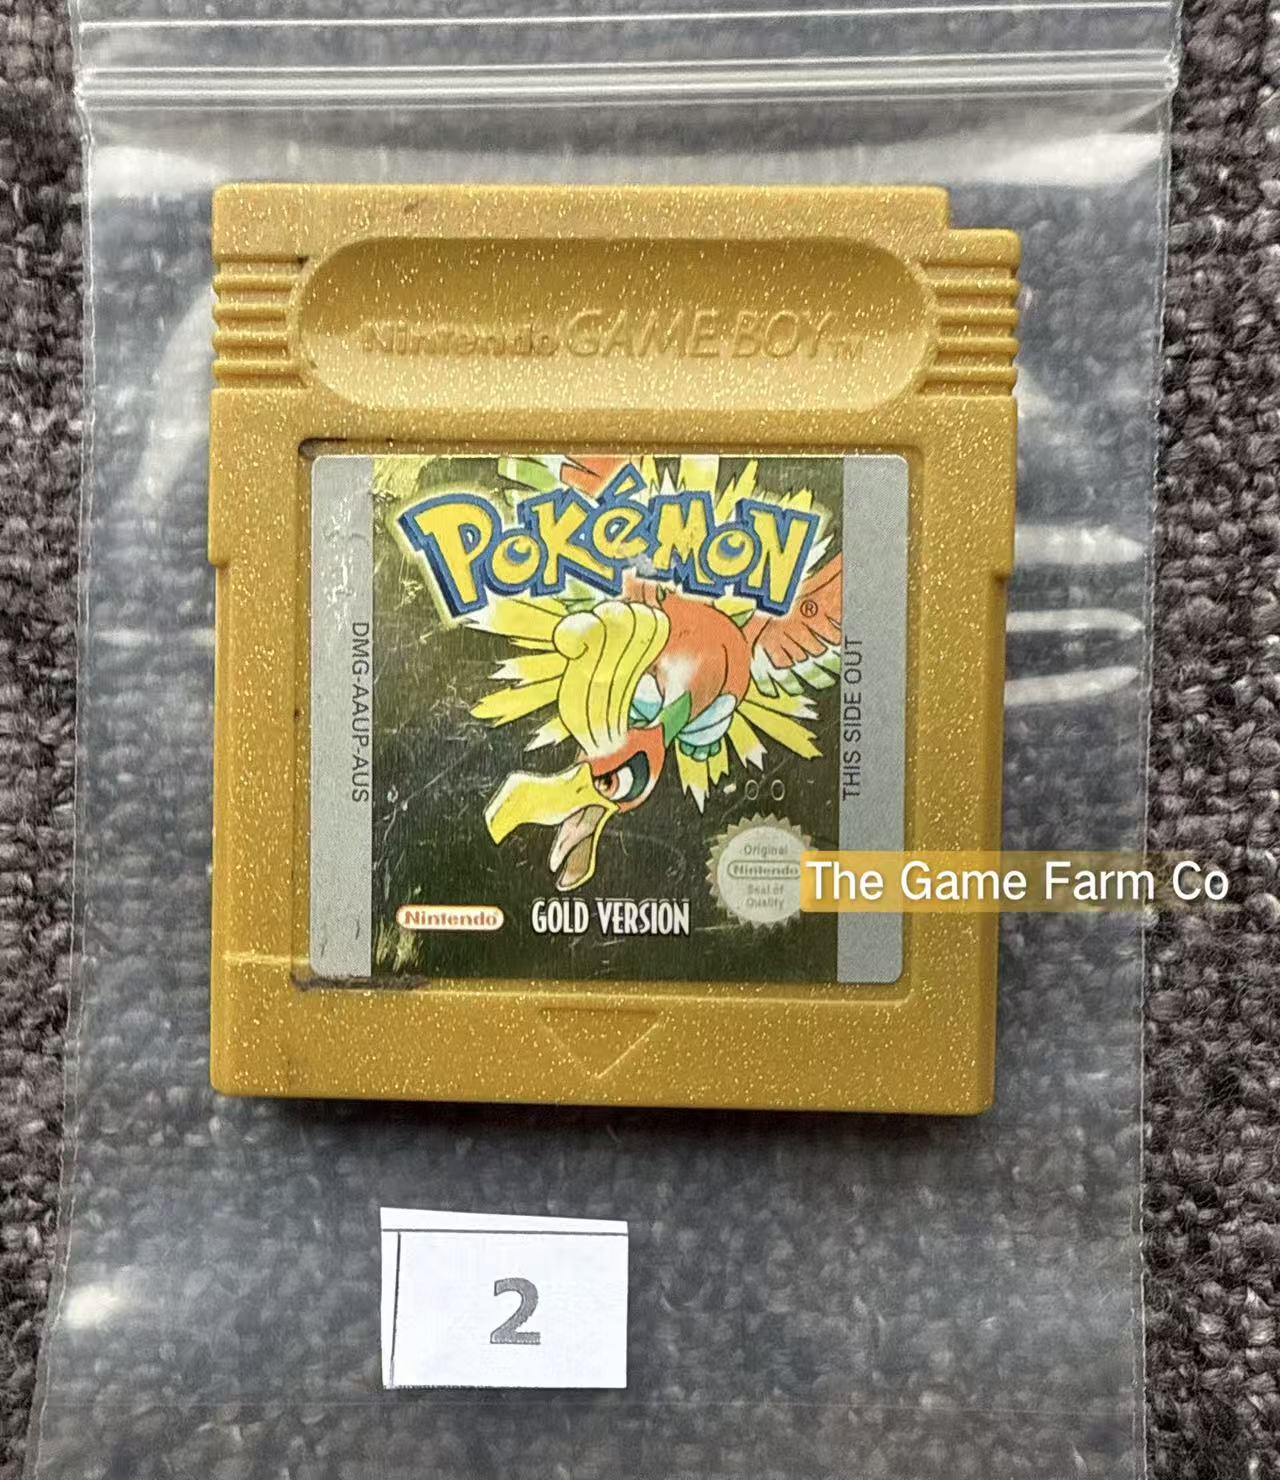 Nintendo GAME BOY TM
POKéMON
®
DMG-AAUP-AUS
THIS SIDE OUT
00
Original
Nintendo
Seal of
Quality
The Game Farm Co
Nintendo
GOLD VERSION
2